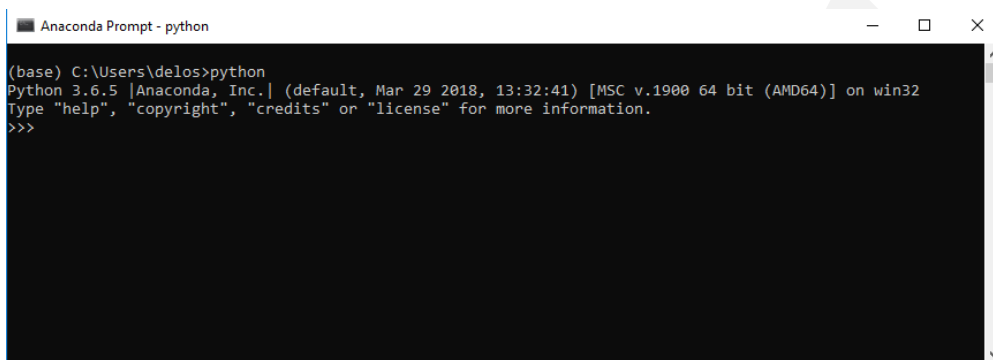 Anaconda Prompt - python
(base) C:\Users\delos>python
Python 3.6.5 |Anaconda, Inc.| (default, Mar 29 2018, 13:32:41) [MSC v.1900 64 bit (AMD64)] on win32
Type "help", "copyright", "credits" or "license" for more information.
>>>